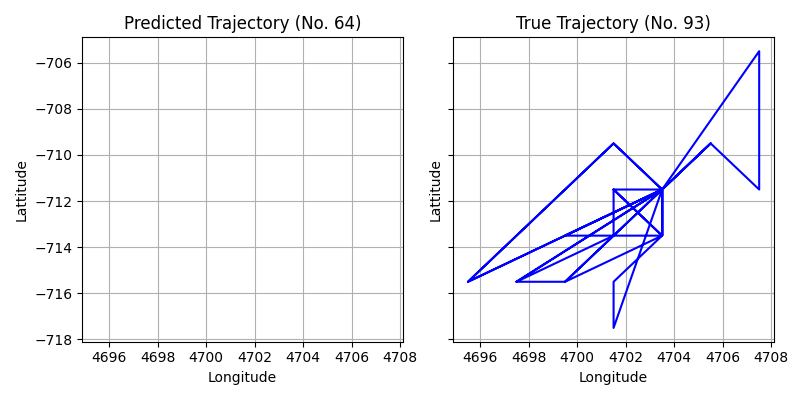 Predicted Trajectory (No. 64)
Lattitude
−706
−708
−710
−712
−714
−716
−718
4696 4698 4700 4702 4704 4706 4708
Longitude
True Trajectory (No. 93)
Lattitude
4696 4698 4700 4702 4704 4706 4708
Longitude